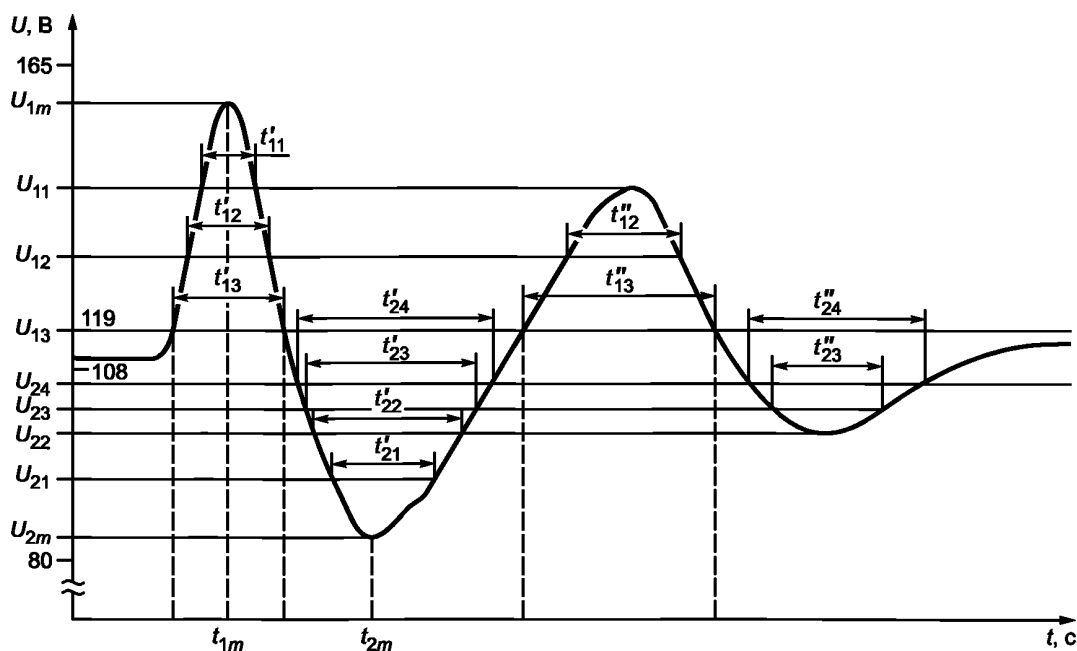 U, В
165
U1m
t′11
U11
t′12
t″12
U12
t′13
t″13
119
t′24
t″24
U13
t′23
t″23
108
U24
U23
t′22
U22
t′21
U21
U2m
80
t1m
t2m
t, с